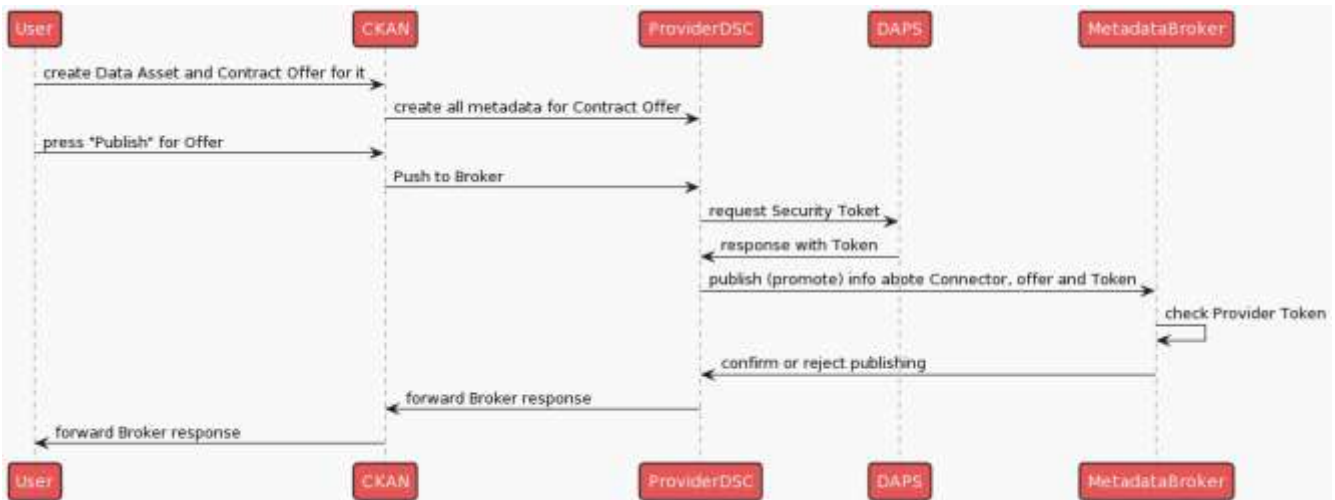 User CKAN ProviderDSC DAPS MetadataBroker
create Data Asset and Contract Offer for it
create all metadata for Contract Offer
press "Publish" for Offer
Push to Broker
request Security Toket
response with Token
publish (promote) info abote Connector, offer and Token
check Provider Token
confirm or reject publishing
forward Broker response
forward Broker response
User CKAN ProviderDSC DAPS MetadataBroker